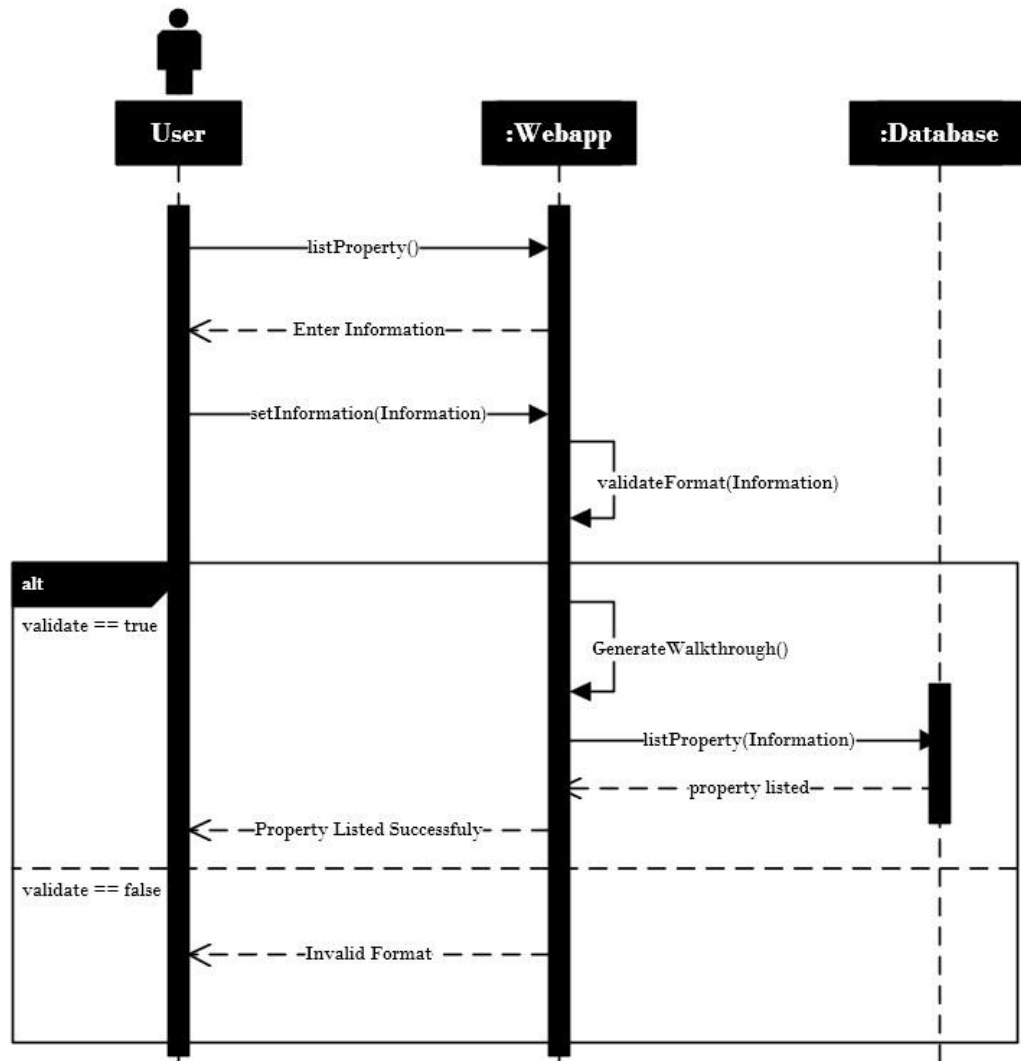 User
:Webapp
:Database
listProperty()
Enter Information
setInformation(Information)
validateFormat(Information)
alt
validate == true
GenerateWalkthrough()
listProperty(Information)
property listed
Property Listed Successfuly
validate == false
Invalid Format